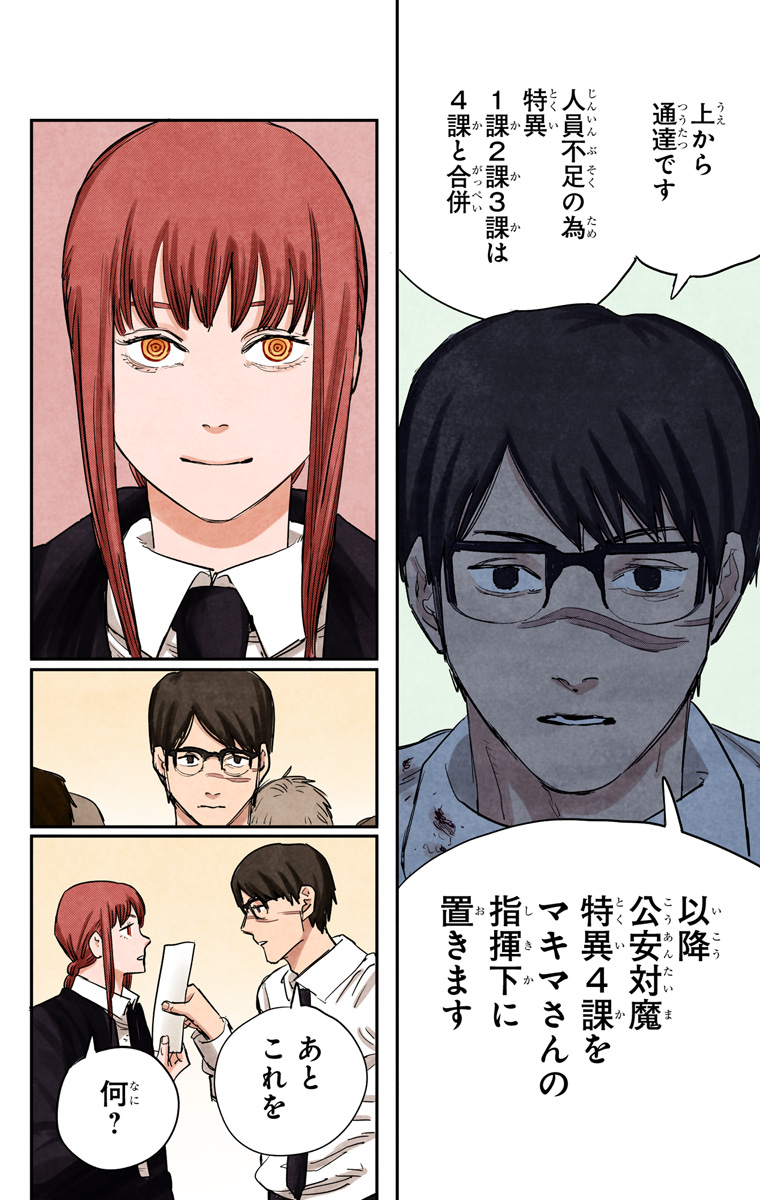 上から
通達です
人員不足の為
特異
1課2課3課は
4課と合併
以降
公安対魔
特異4課を
マキマさんの
指揮下に
置きます
あと
これを
何?